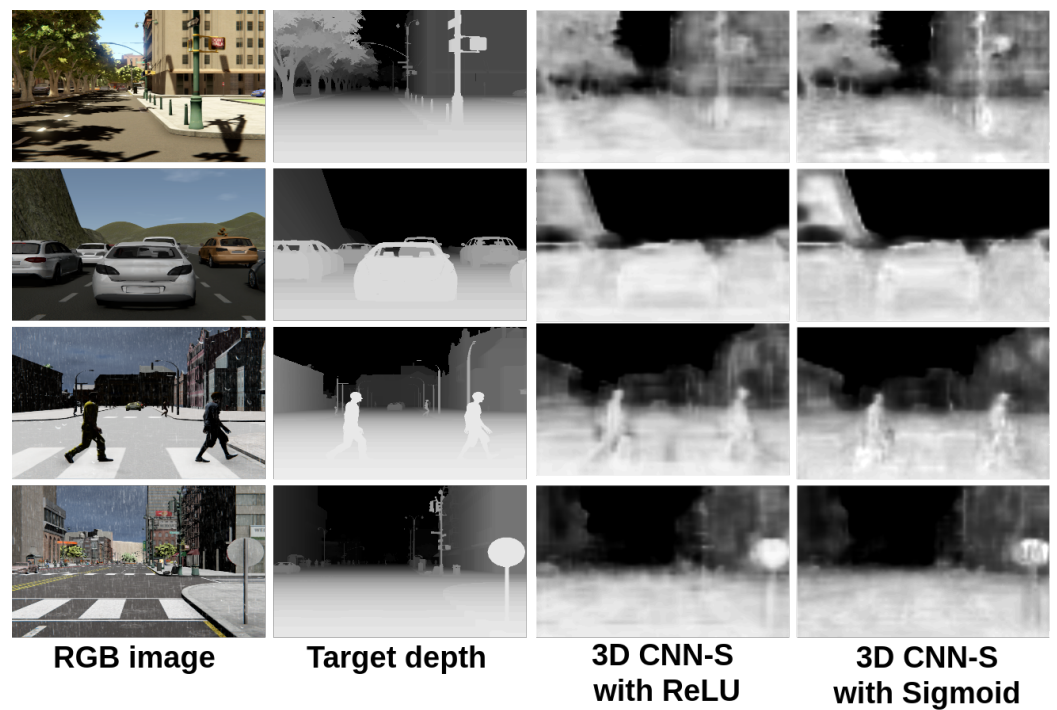 RGB image
Target depth
3D CNN-S
with ReLU
3D CNN-S
with Sigmoid